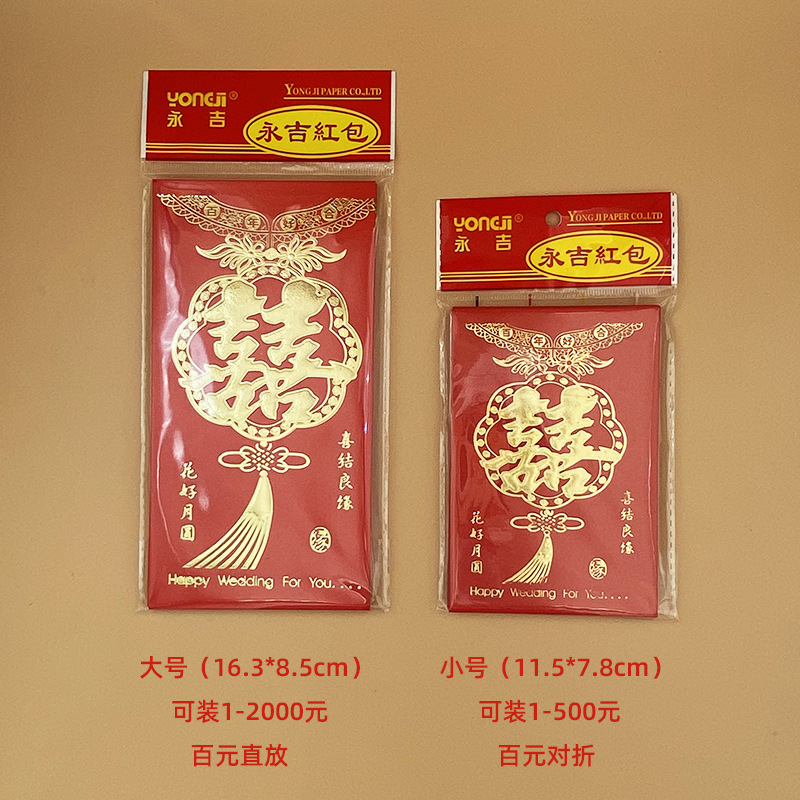 YONGJI®
永吉
YONG JI PAPER CO.,LTD
永吉紅包
百年好合
囍
喜结良缘
花好月圆
缘
Happy Wedding For You....
YONGJI®
永吉
YONG JI PAPER CO.,LTD
永吉紅包
百年好合
囍
喜结良缘
花好月圆
缘
Happy Wedding For You....
大号（16.3*8.5cm）
可装1-2000元
百元直放
小号（11.5*7.8cm）
可装1-500元
百元对折